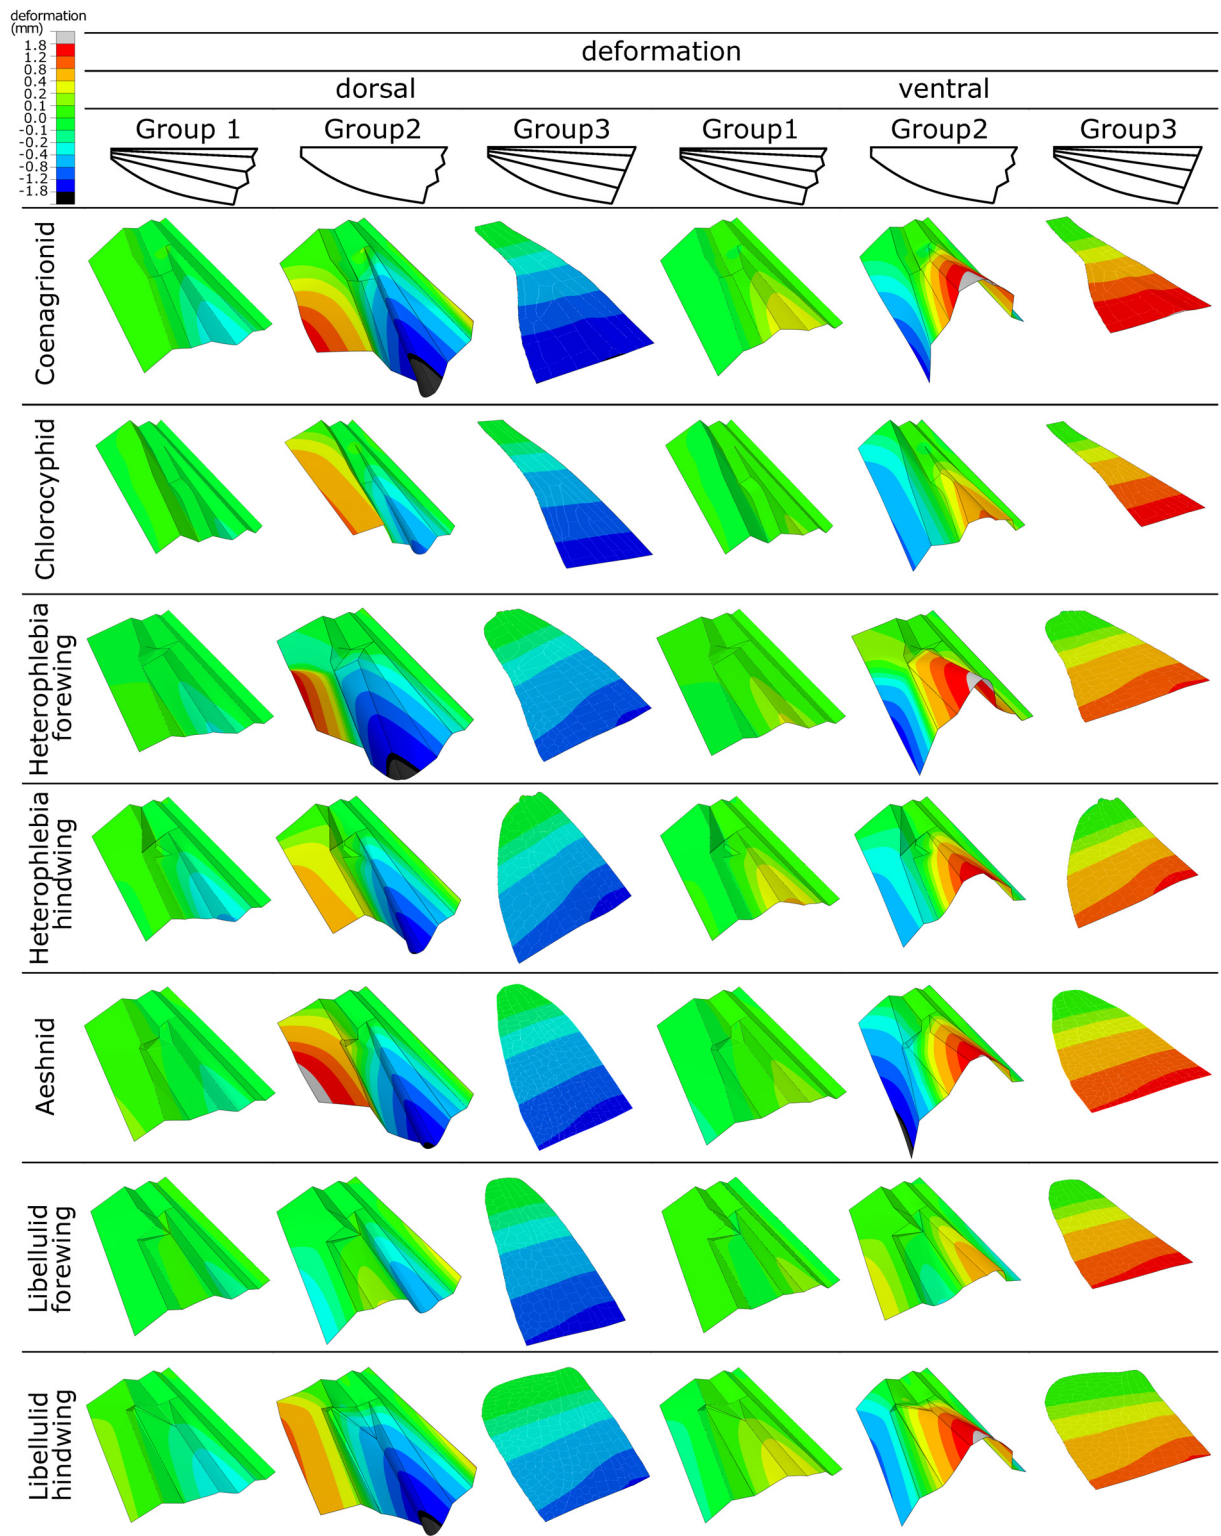 deformation
(mm)
1.8
1.2
0.8
0.4
0.2
0.1
0.0
-0.1
-0.2
-0.4
-0.8
-1.2
-1.8
deformation
dorsal
ventral
Group 1
Group2
Group3
Group1
Group2
Group3
Coenagrionid
Chlorocyphid
Heterophlebia
forewing
Heterophlebia
hindwing
Aeshnid
Libellulid
forewing
Libellulid
hindwing